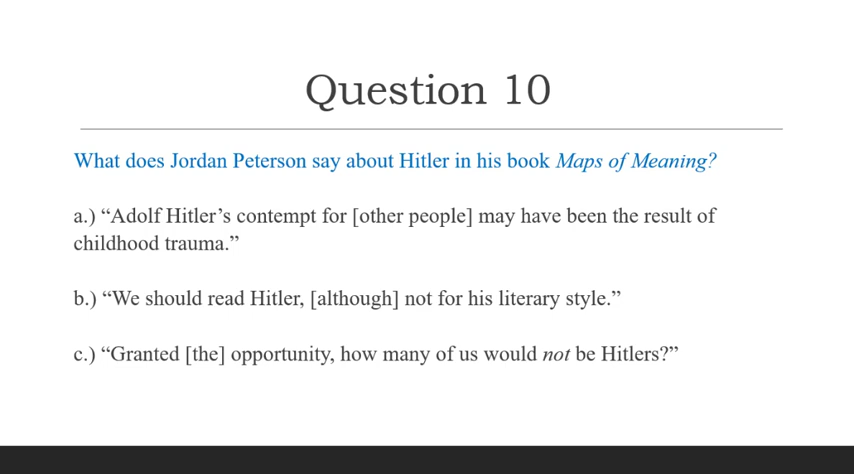 Question 10
What does Jordan Peterson say about Hitler in his book Maps of Meaning?
a.) “Adolf Hitler’s contempt for [other people] may have been the result of
childhood trauma.”
b.) “We should read Hitler, [although] not for his literary style.”
c.) “Granted [the] opportunity, how many of us would not be Hitlers?”